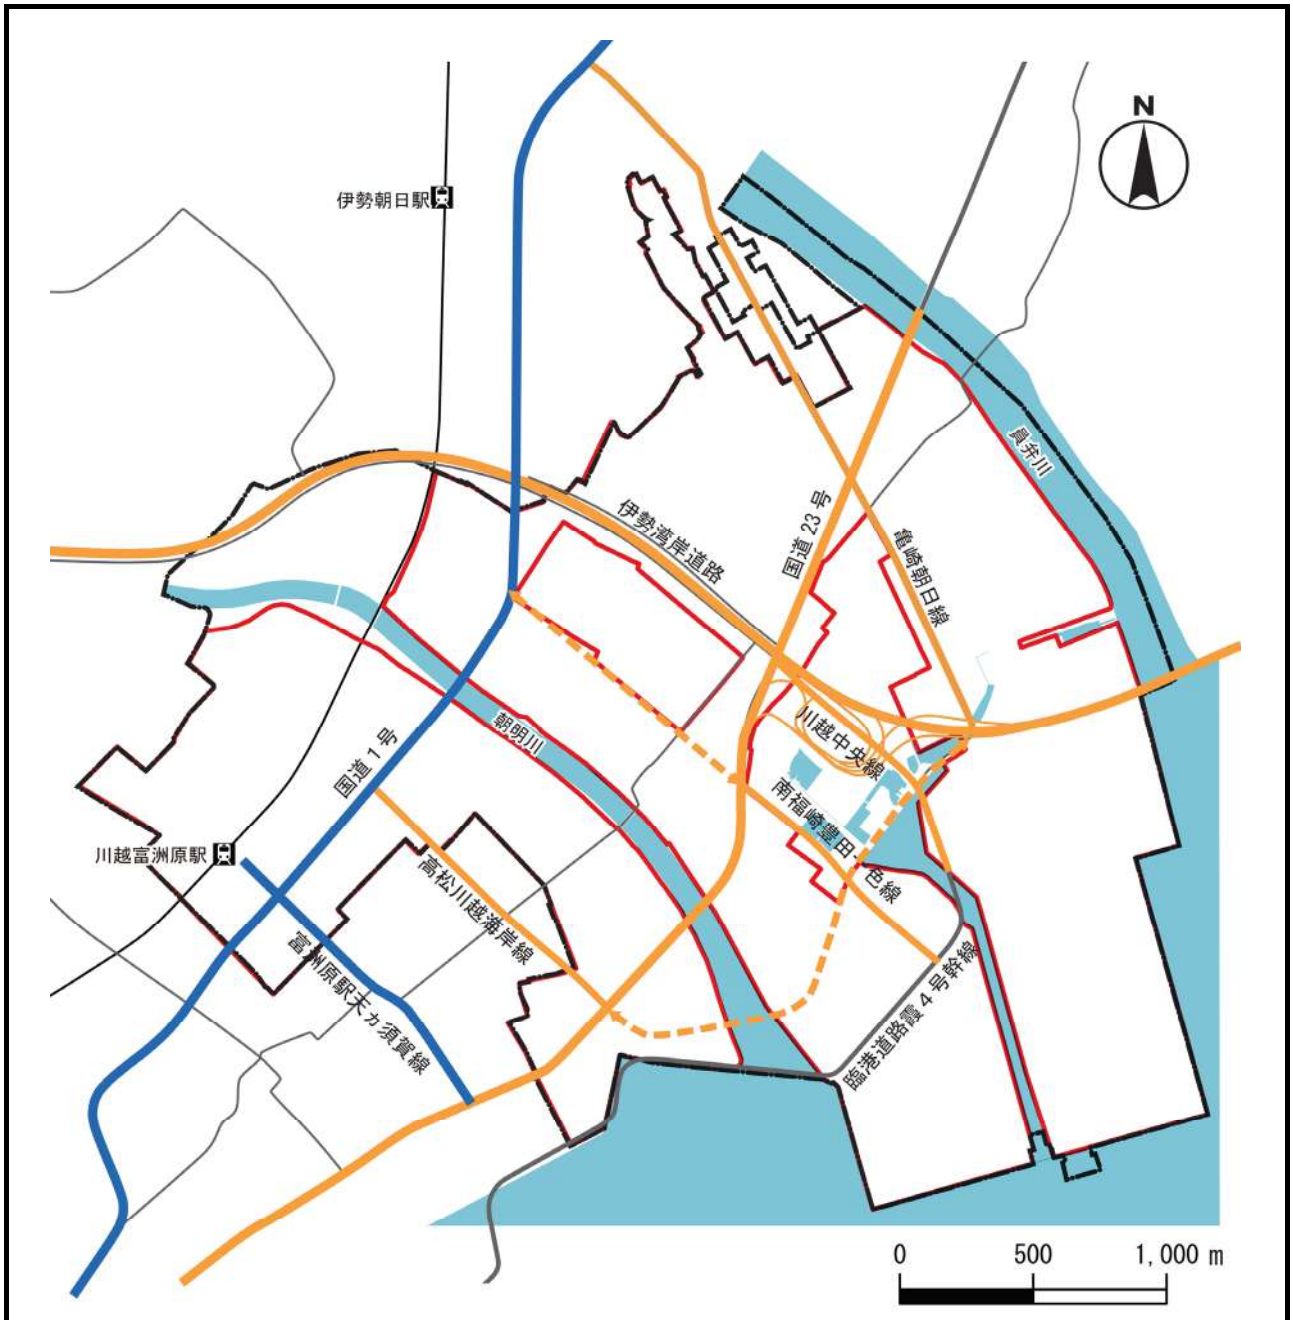 N
伊勢朝日駅
員弁川
国道 23 号
伊勢湾岸道路
亀崎朝日線
朝明川
川越中央線
国道 1 号
南福崎豊田一色線
川越富洲原駅
高松川越海岸線
富洲原駅天ヵ須賀線
臨港道路霞 4 号幹線
0 500 1,000 m